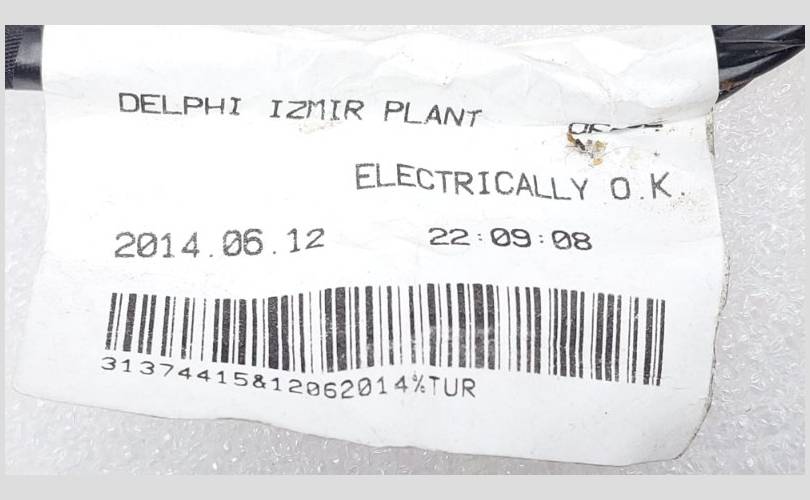 DELPHI IZMIR PLANT
ELECTRICALLY O.K.
2014.06.12 22:09:08
31374415&12062014%TUR